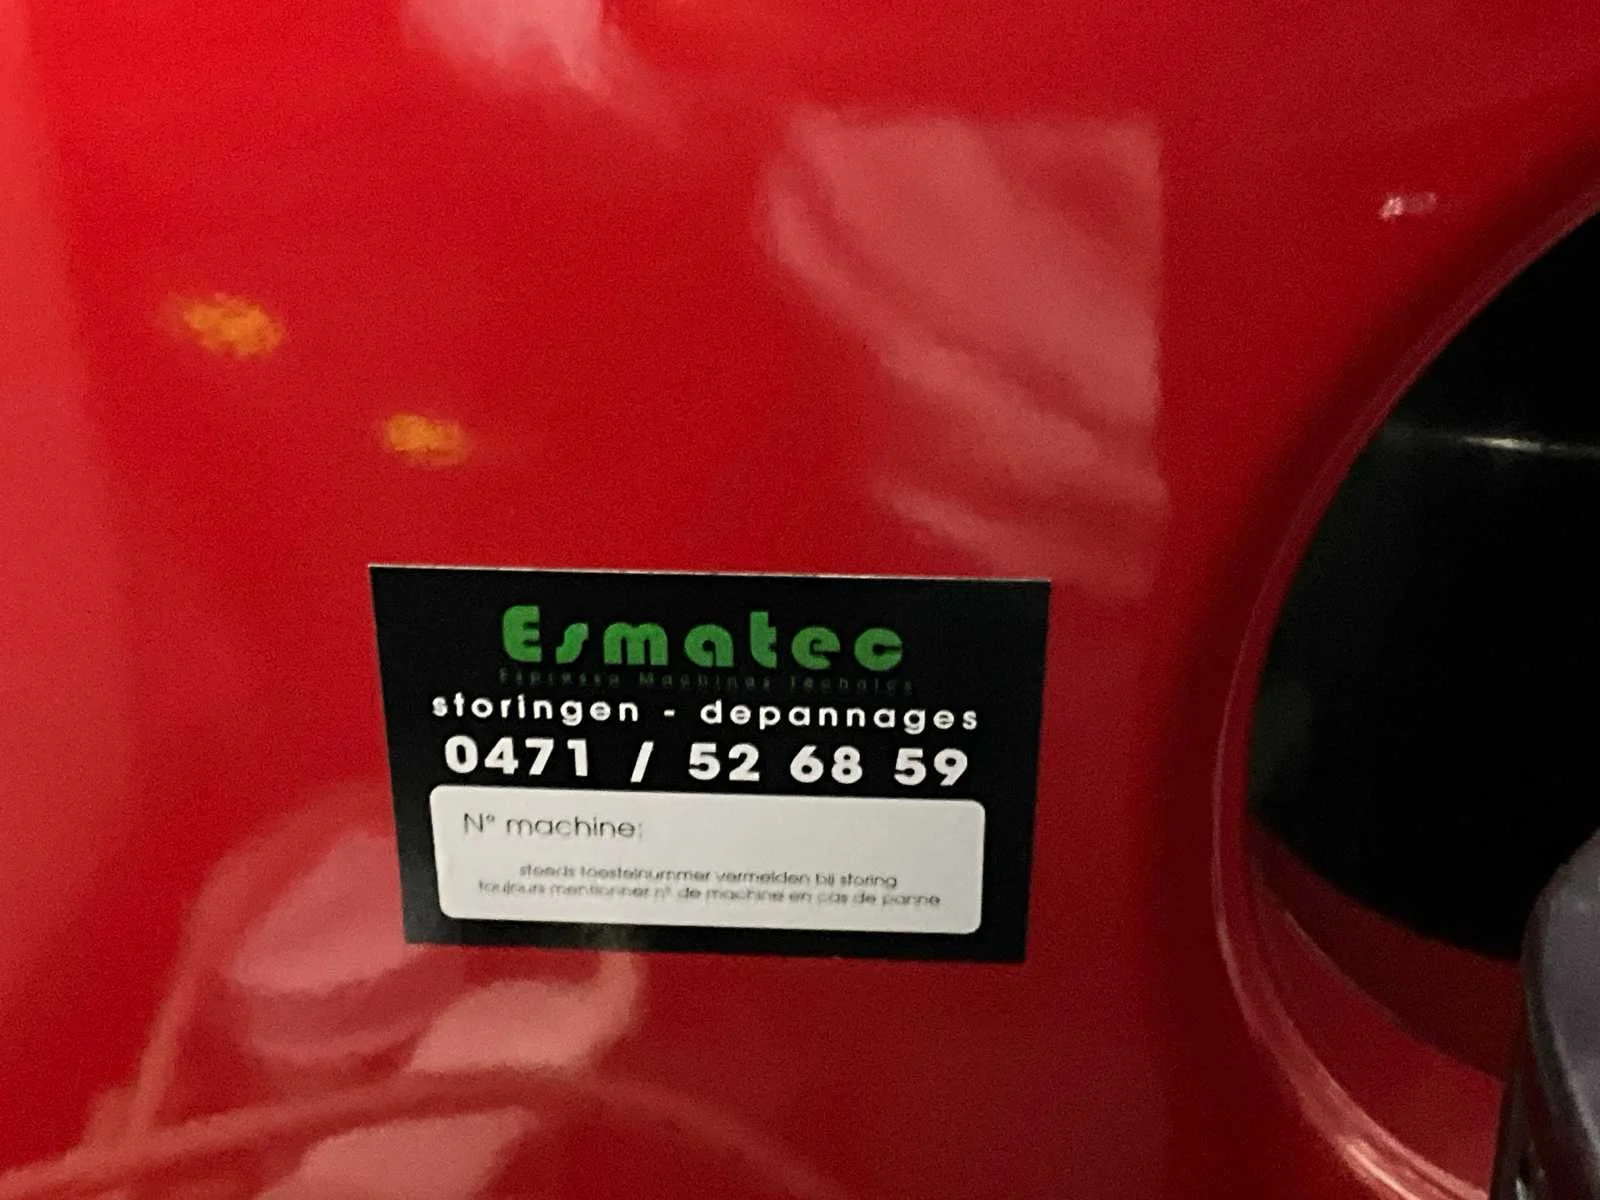 Esmatec
Espresso Machines Technics
storingen - depannages
0471 / 52 68 59
N° machine:
steeds toestelnummer vermelden bij storing
toujours mentionner n° de machine en cas de panne